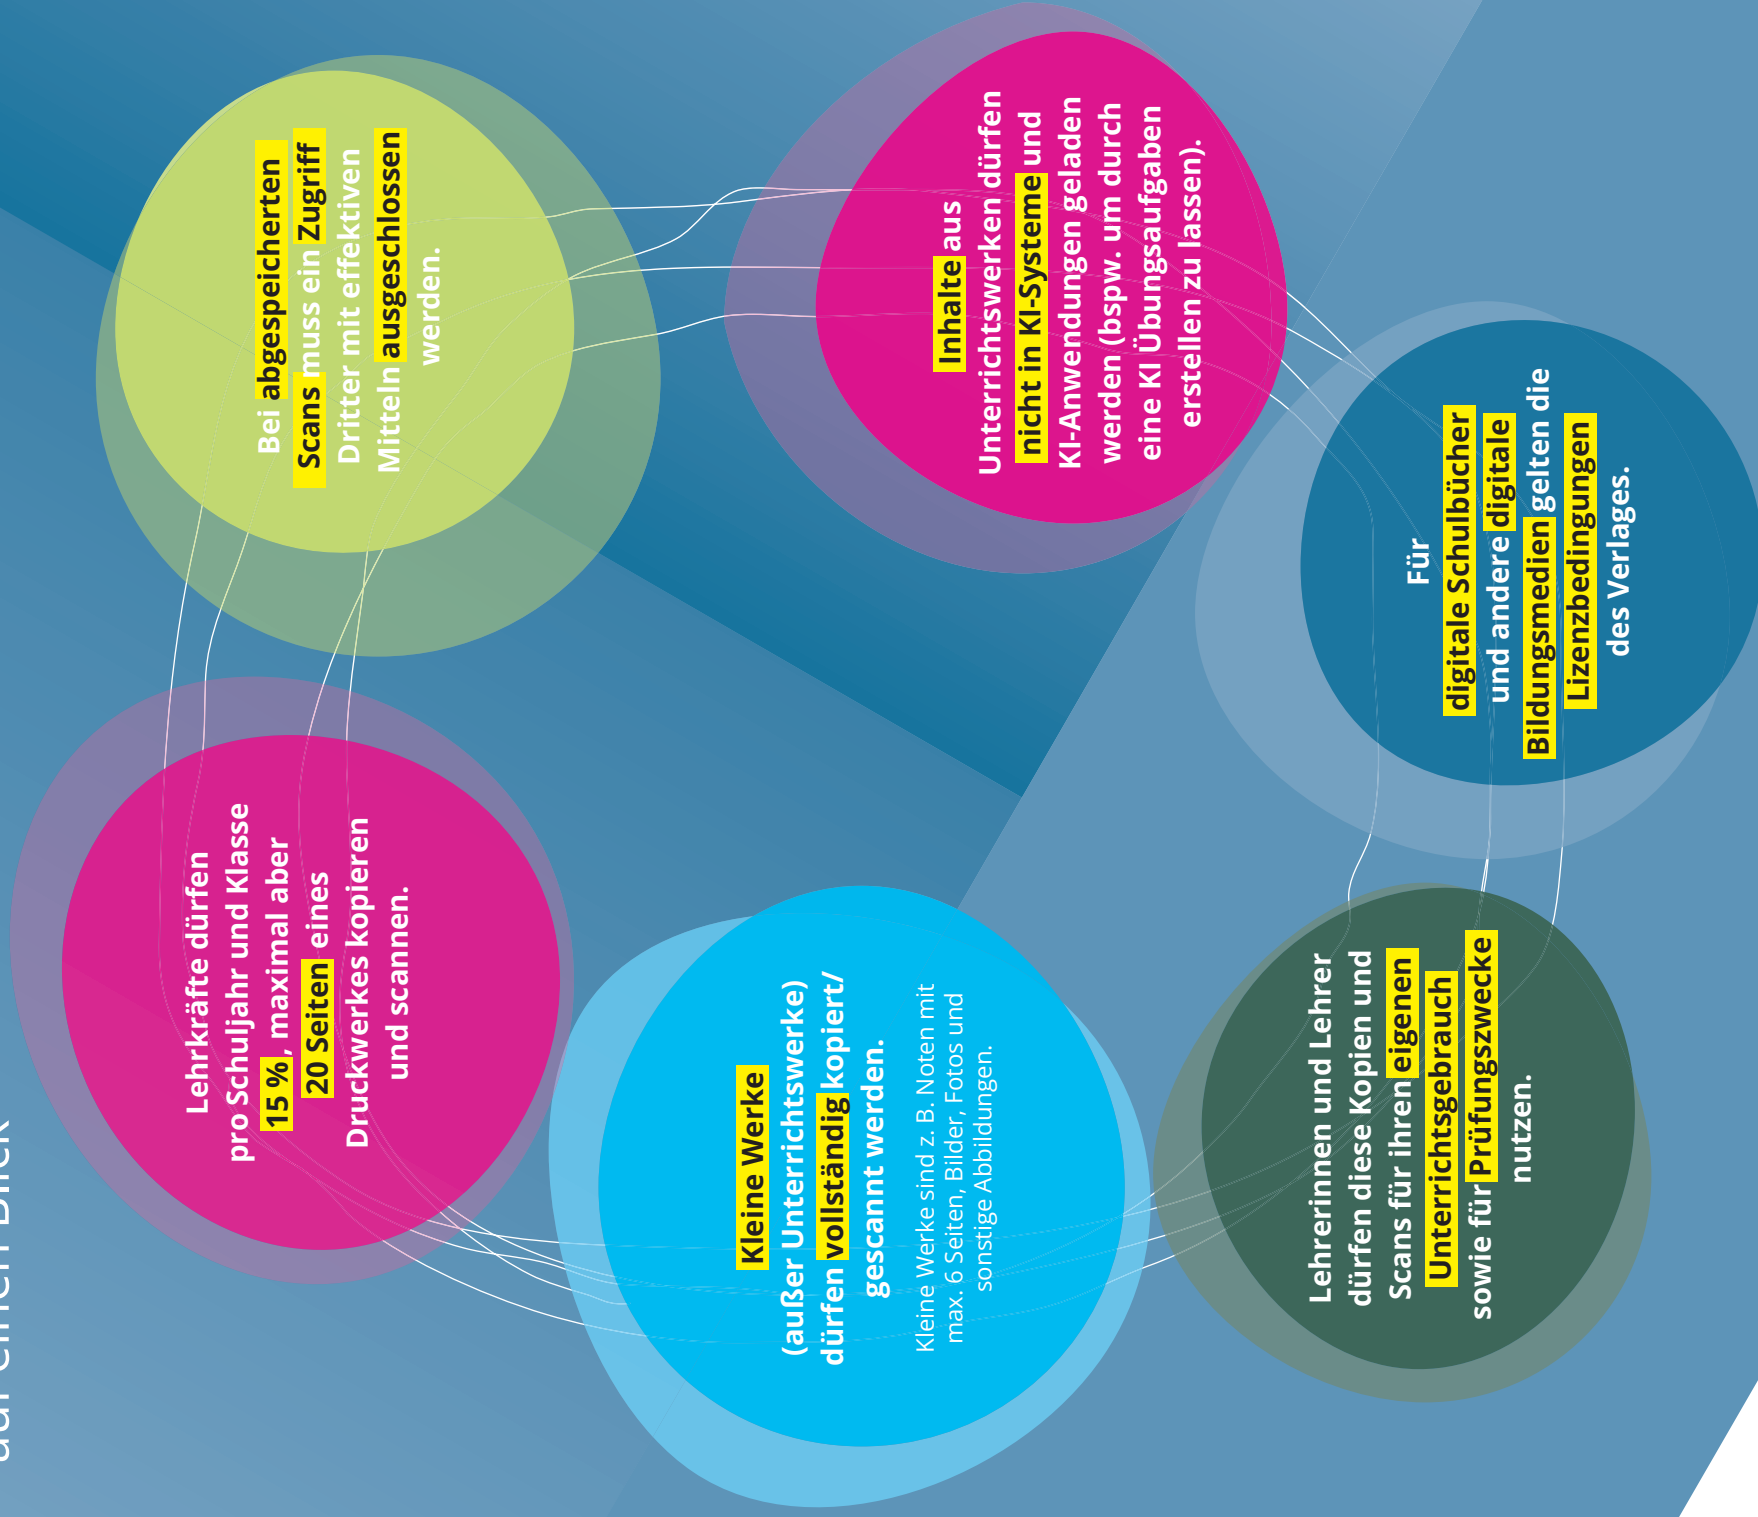 auf einen Blick
Lehrkräfte dürfen
pro Schuljahr und Klasse
15 %, maximal aber
20 Seiten eines
Druckwerkes kopieren
und scannen.
Bei abgespeicherten
Scans muss ein Zugriff
Dritter mit effektiven
Mitteln ausgeschlossen
werden.
Kleine Werke
(außer Unterrichtswerke)
dürfen vollständig kopiert/
gescannt werden.
Kleine Werke sind z. B. Noten mit
max. 6 Seiten, Bilder, Fotos und
sonstige Abbildungen.
Inhalte aus
Unterrichtswerken dürfen
nicht in KI-Systeme und
KI-Anwendungen geladen
werden (bspw. um durch
eine KI Übungsaufgaben
erstellen zu lassen).
Lehrerinnen und Lehrer
dürfen diese Kopien und
Scans für ihren eigenen
Unterrichtsgebrauch
sowie für Prüfungszwecke
nutzen.
Für
digitale Schulbücher
und andere digitale
Bildungsmedien gelten die
Lizenzbedingungen
des Verlages.